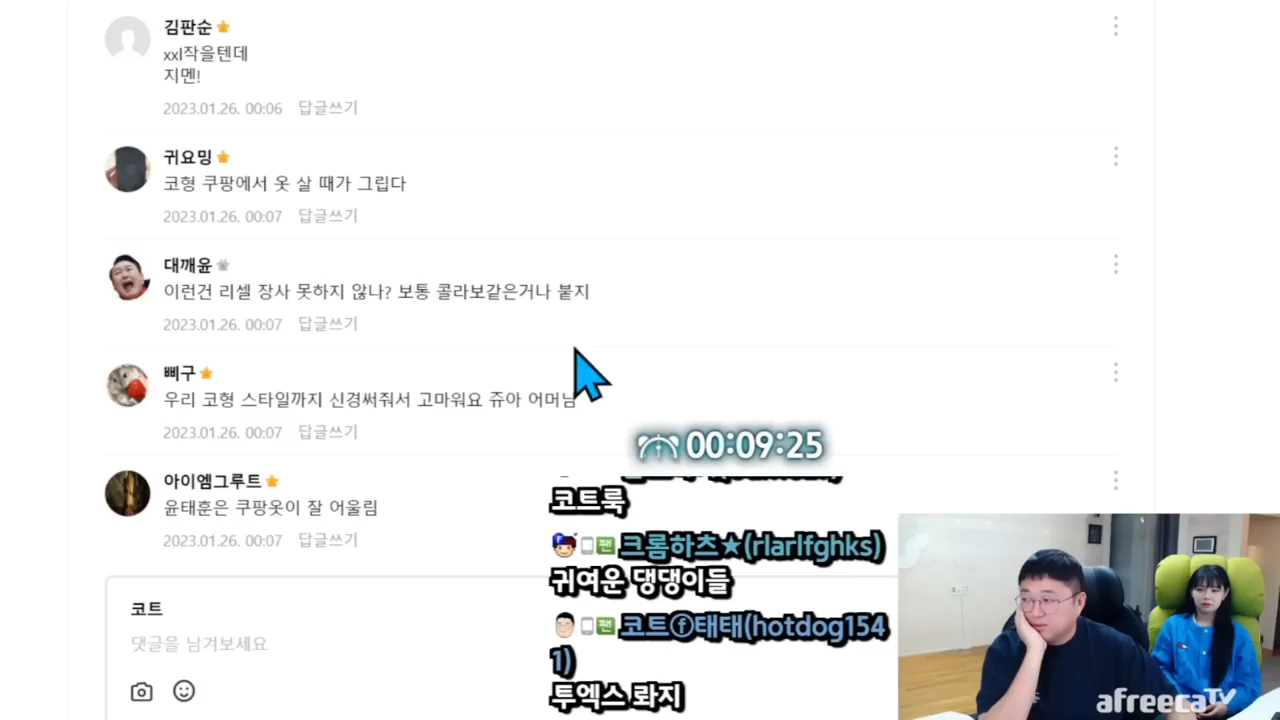 김판순
xxl작을텐데
지멘!
2023.01.26. 00:06 답글쓰기
귀요밍
코형 쿠팡에서 옷 살 때가 그립다
2023.01.26. 00:07 답글쓰기
대깨윤
이런건 리셀 장사 못하지 않나? 보통 콜라보같은거나 붙지
2023.01.26. 00:07 답글쓰기
삐구
우리 코형 스타일까지 신경써줘서 고마워요 쥬아 어머님
2023.01.26. 00:07 답글쓰기
아이엠그루트
윤태훈은 쿠팡옷이 잘 어울림
2023.01.26. 00:07 답글쓰기
코트
댓글을 남겨보세요
00:09:25
코트룩
팬 크롬하츠★(rlarlfghks)
귀여운 댕댕이들
팬 코트ⓕ태태(hotdog154
1)
투엑스 롸지
afreecaTV